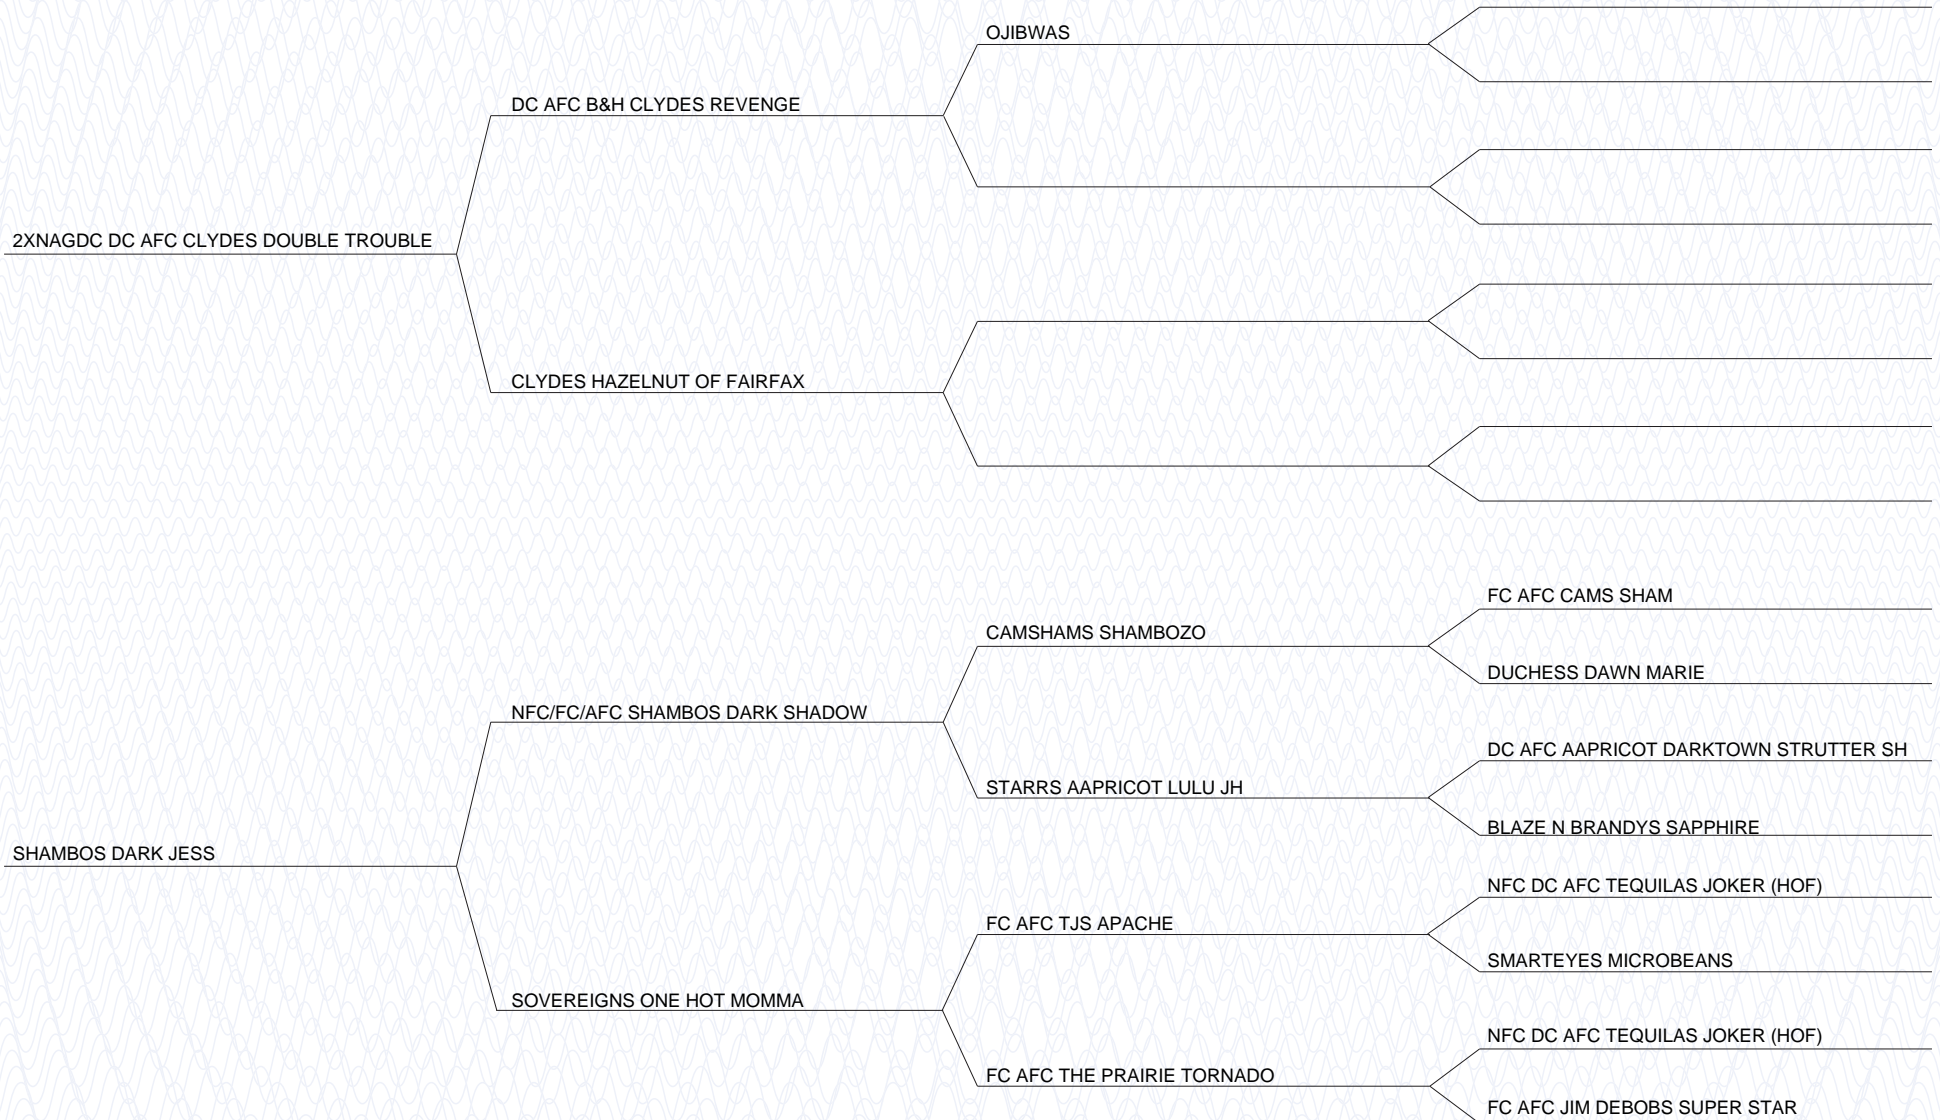 OJIBWAS
DC AFC B&H CLYDES REVENGE
2XNAGDC DC AFC CLYDES DOUBLE TROUBLE
CLYDES HAZELNUT OF FAIRFAX
FC AFC CAMS SHAM
CAMSHAMS SHAMBOZO
DUCHESS DAWN MARIE
NFC/FC/AFC SHAMBOS DARK SHADOW
DC AFC AAPRICOT DARKTOWN STRUTTER SH
STARRS AAPRICOT LULU JH
BLAZE N BRANDYS SAPPHIRE
SHAMBOS DARK JESS
NFC DC AFC TEQUILAS JOKER (HOF)
FC AFC TJS APACHE
SMARTEYES MICROBEANS
SOVEREIGNS ONE HOT MOMMA
NFC DC AFC TEQUILAS JOKER (HOF)
FC AFC THE PRAIRIE TORNADO
FC AFC JIM DEBOBS SUPER STAR